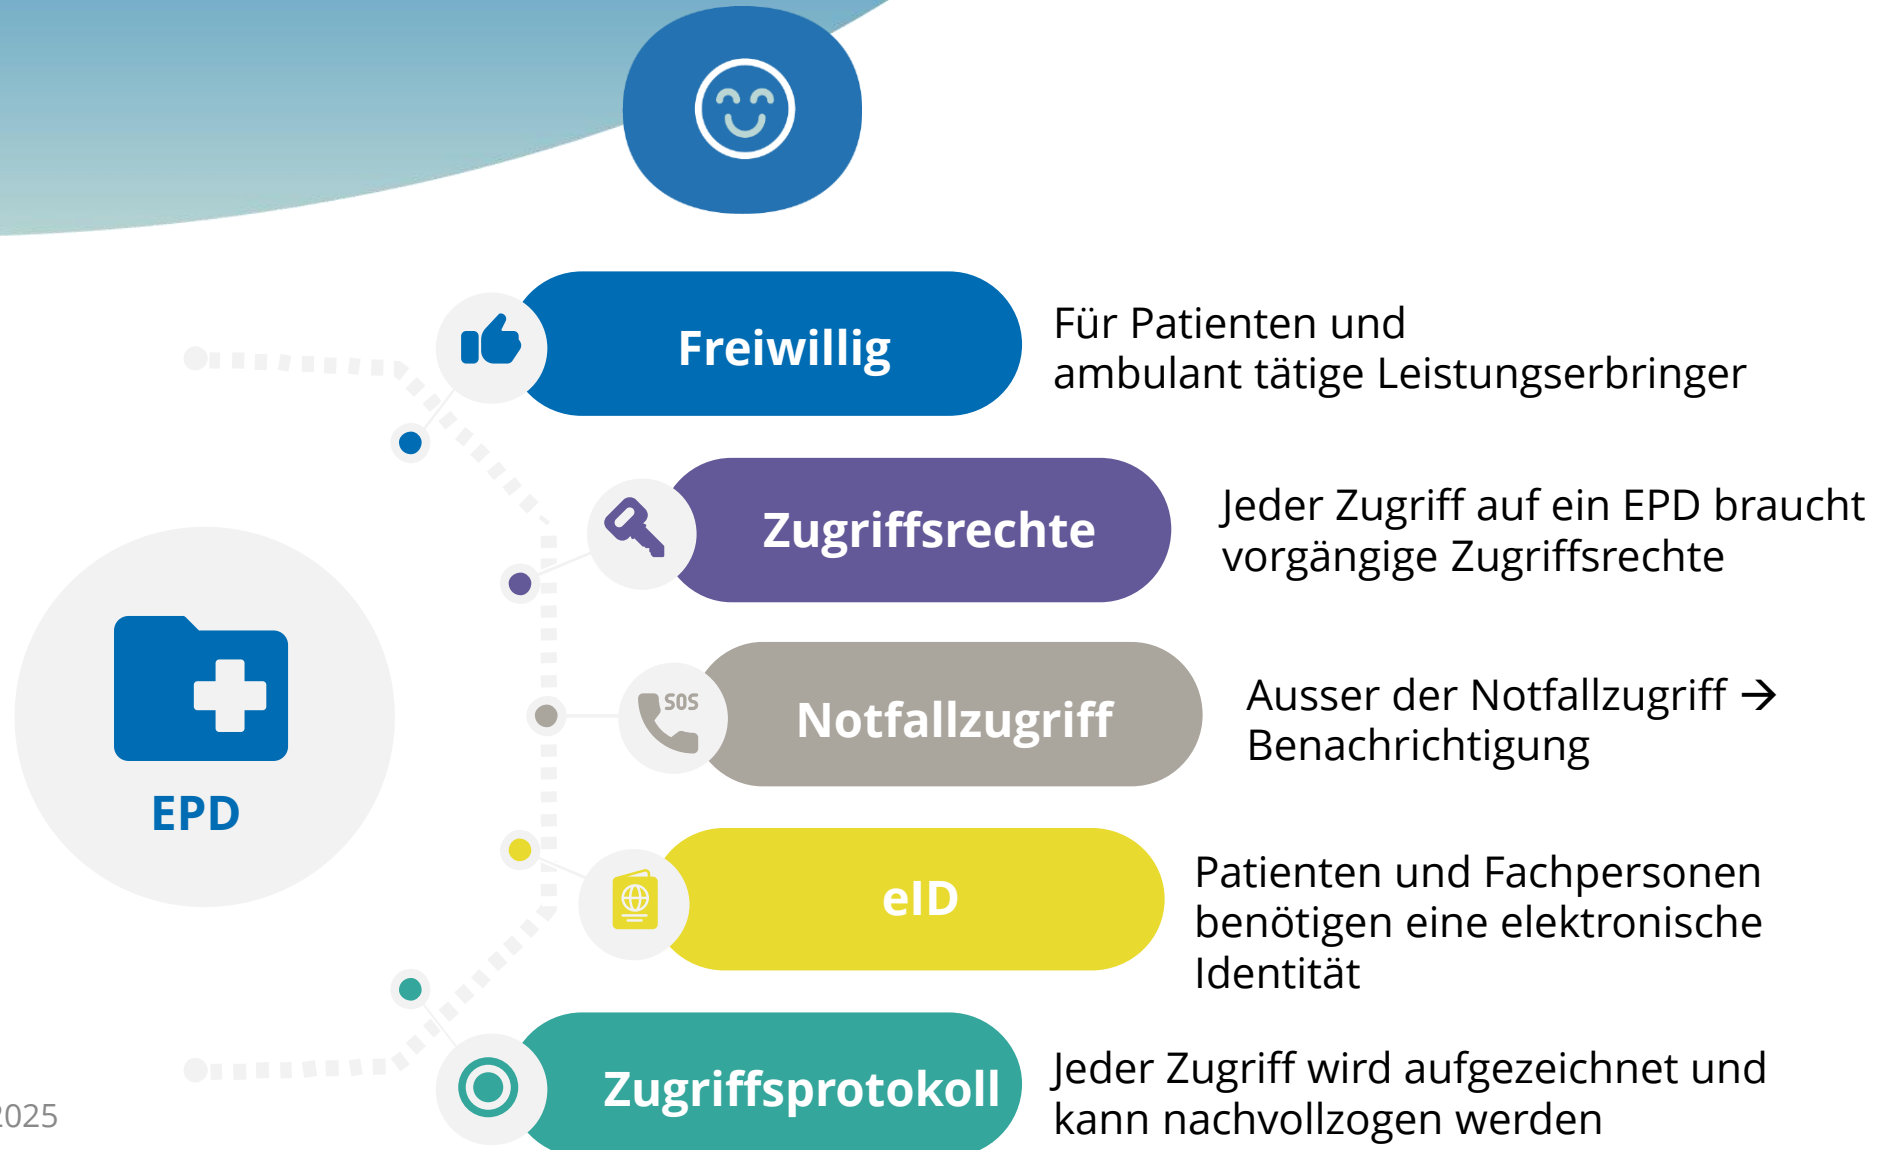 Freiwillig
Für Patienten und
ambulant tätige Leistungserbringer
Zugriffsrechte
Jeder Zugriff auf ein EPD braucht
vorgängige Zugriffsrechte
SOS
Notfallzugriff
Ausser der Notfallzugriff →
Benachrichtigung
EPD
eID
Patienten und Fachpersonen
benötigen eine elektronische
Identität
Zugriffsprotokoll
Jeder Zugriff wird aufgezeichnet und
kann nachvollzogen werden
2025